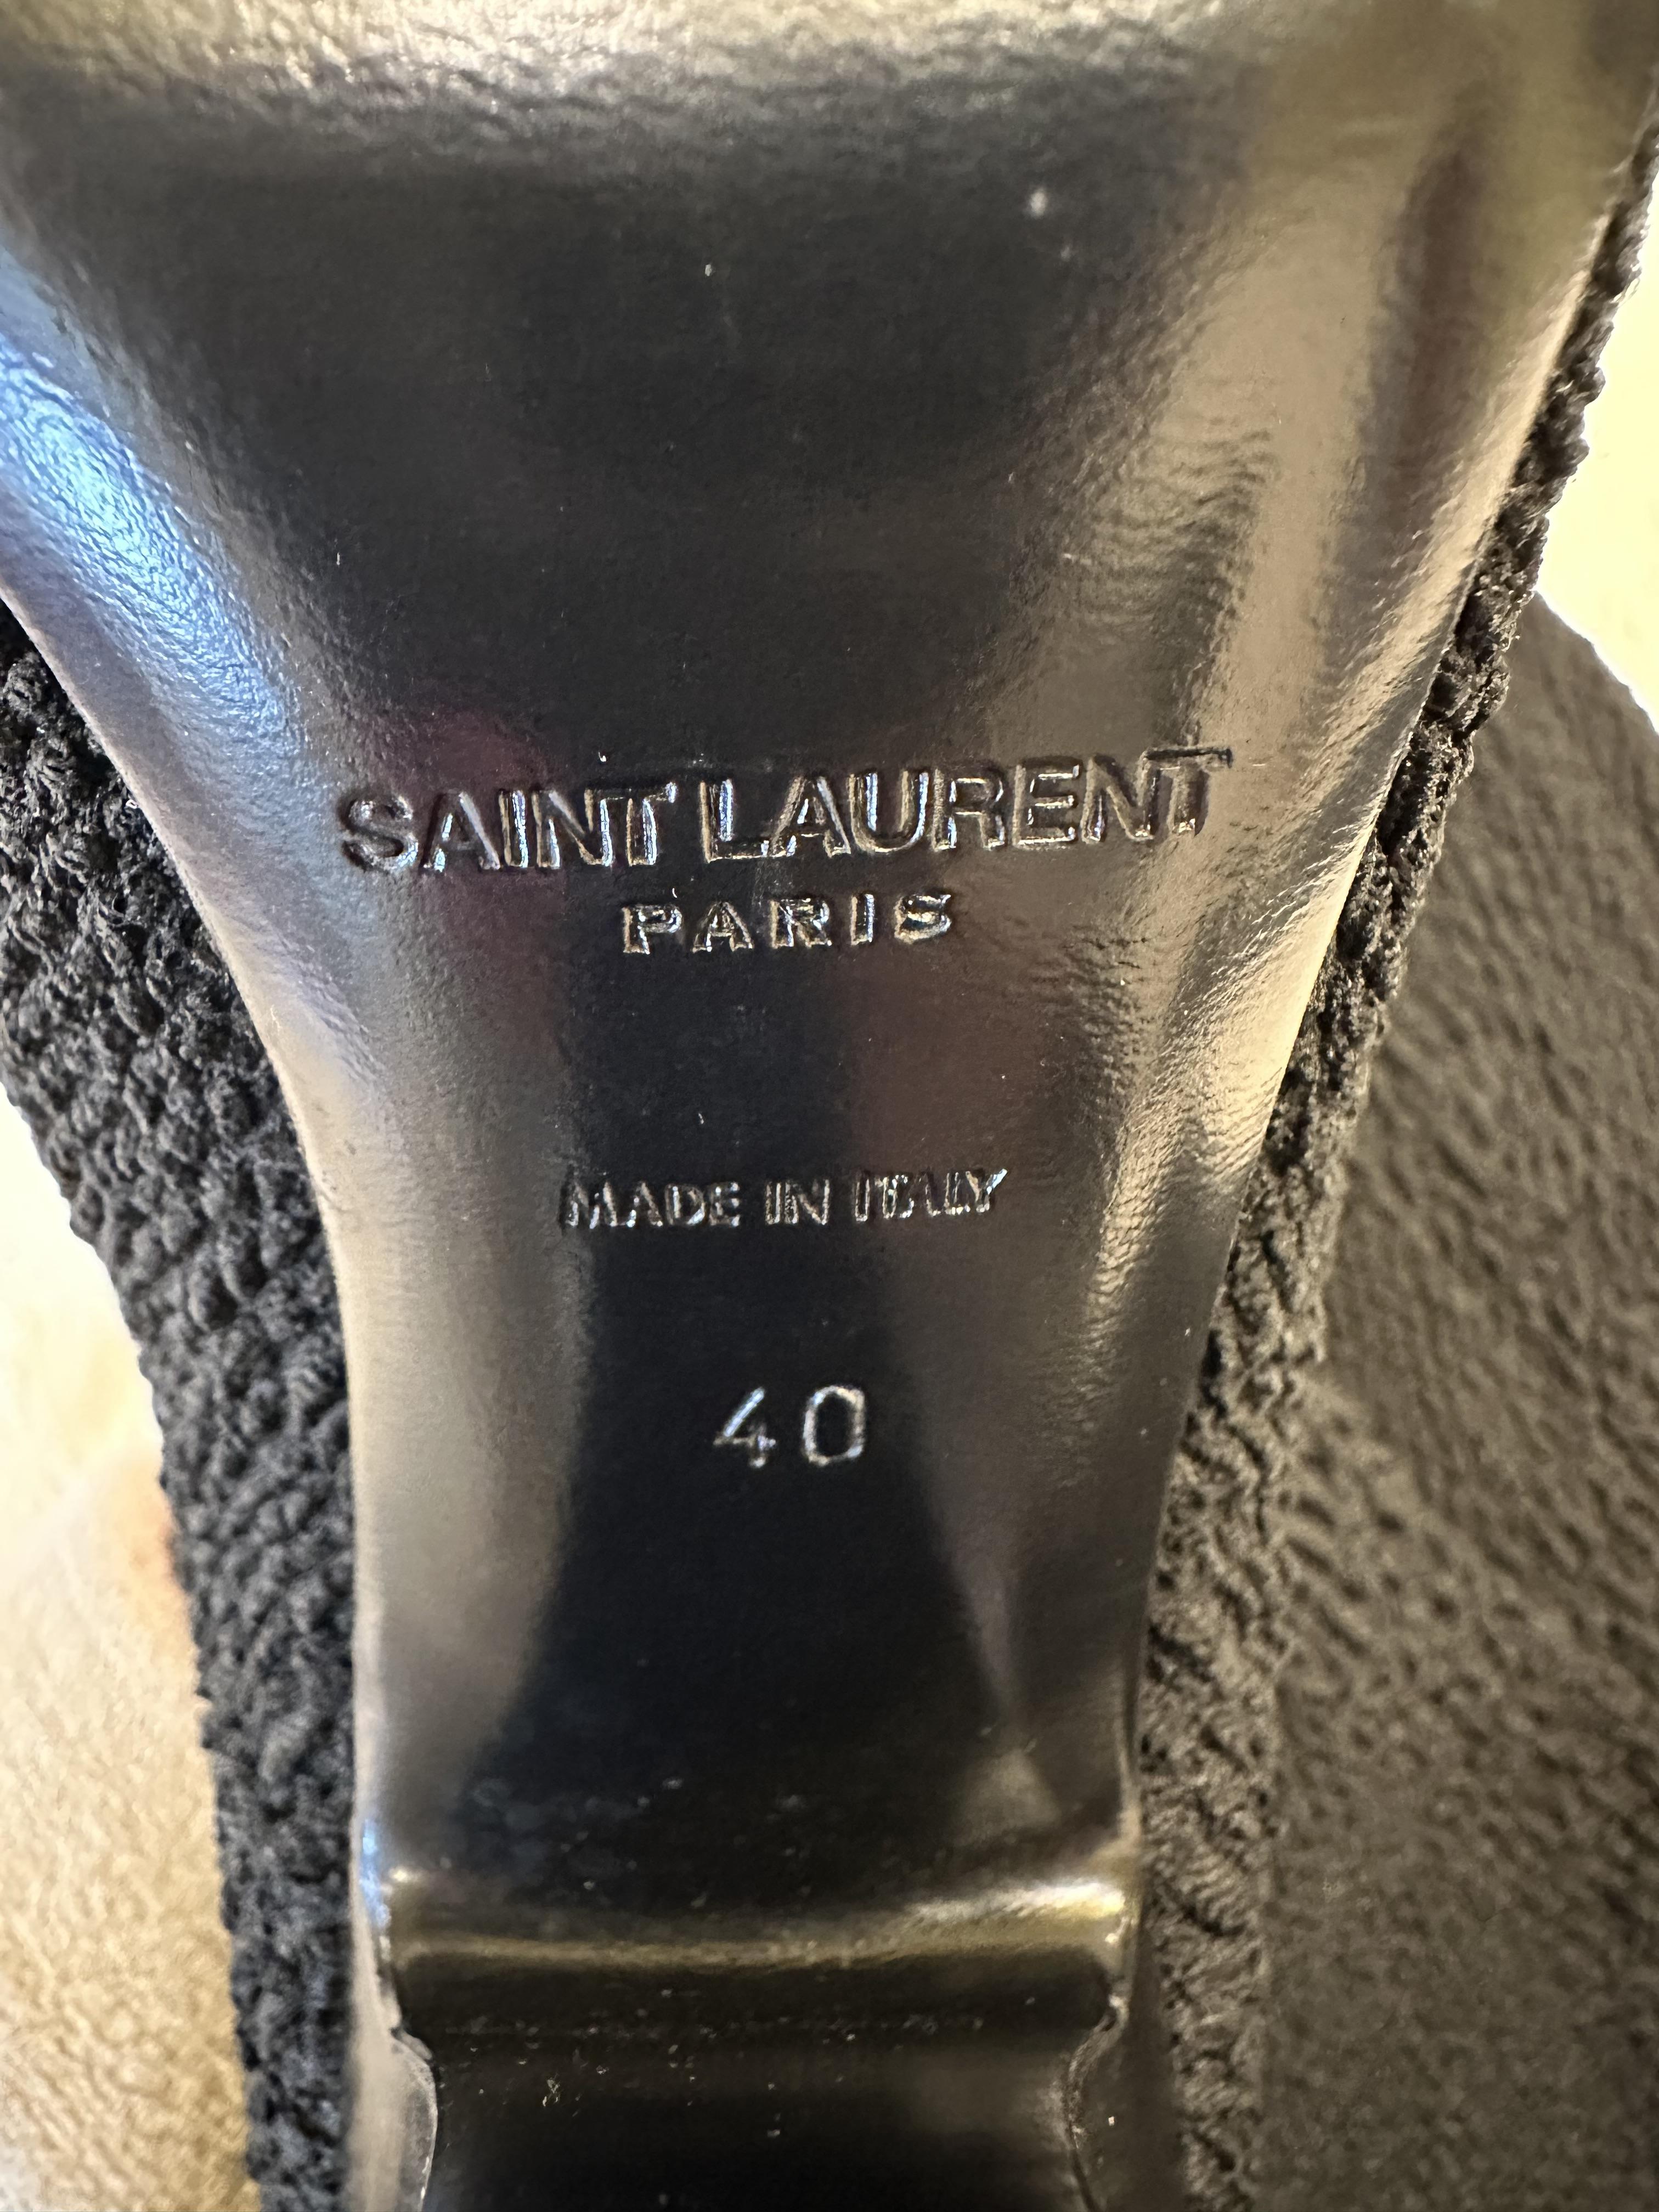 SAINT LAURENT
PARIS
MADE IN ITALY
40